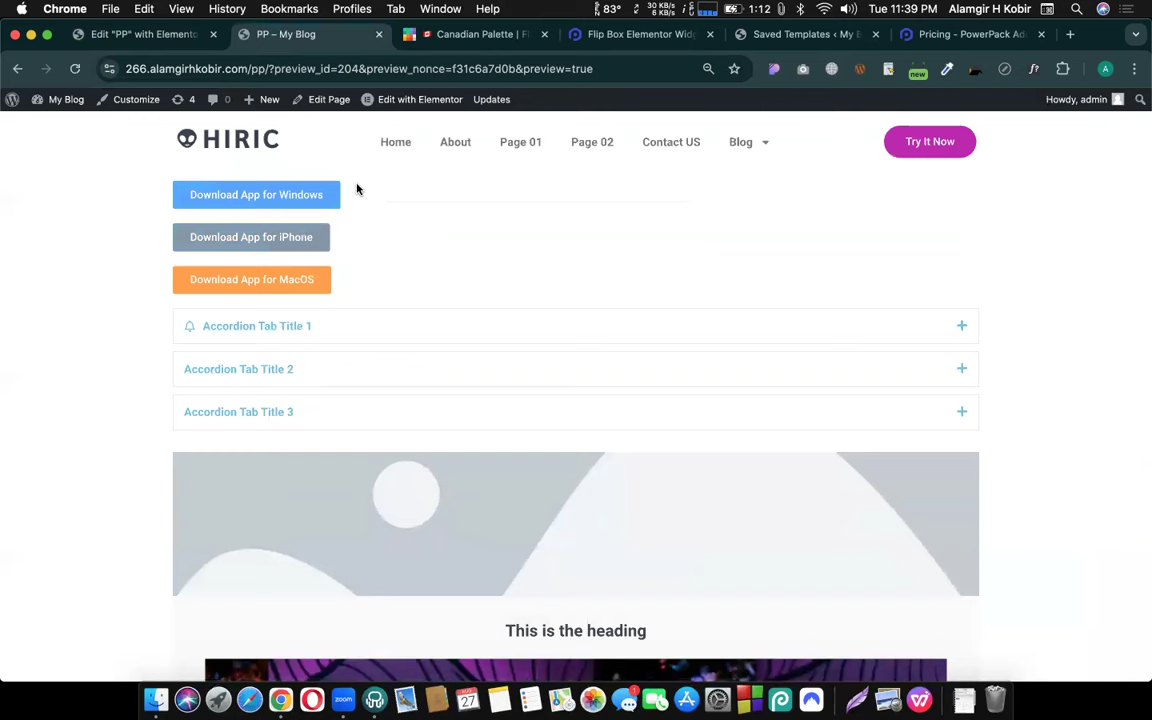 Chrome File Edit View History Bookmarks Profiles Tab Window Help 83° 30 KB/s 6 KB/s 1:12 Tue 11:39 PM Alamgir H Kobir
Edit "PP" with Elemento PP – My Blog Canadian Palette | Fl Flip Box Elementor Widg Saved Templates ‹ My B Pricing - PowerPack Ad
266.alamgirhkobir.com/pp/?preview_id=204&preview_nonce=f31c6a7d0b&preview=true new f? A
My Blog Customize 4 0 New Edit Page Edit with Elementor Updates Howdy, admin
HIRIC Home About Page 01 Page 02 Contact US Blog Try It Now
Download App for Windows
Download App for iPhone
Download App for MacOS
Accordion Tab Title 1
Accordion Tab Title 2
Accordion Tab Title 3
This is the heading
zoom 27 1